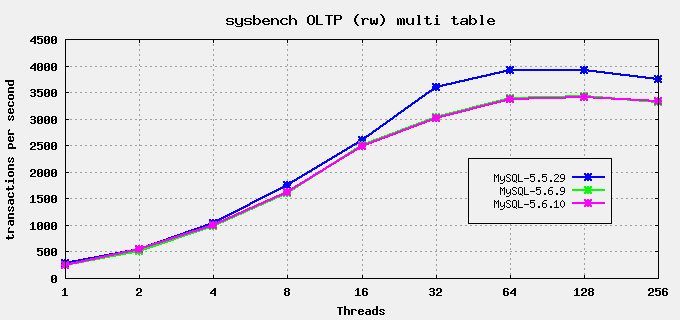 sysbench OLTP (rw) multi table
transactions per second
4500
4000
3500
3000
2500
2000
1500
1000
500
0
MySQL-5.5.29
MySQL-5.6.9
MySQL-5.6.10
1 2 4 8 16 32 64 128 256
Threads